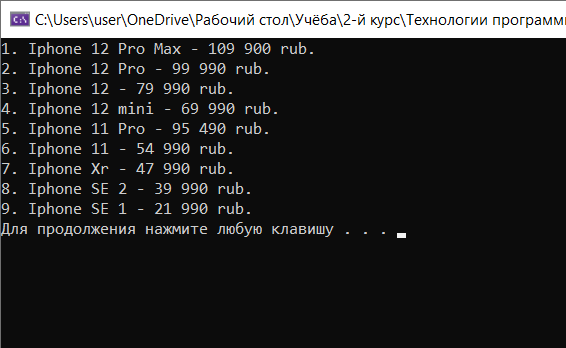 C:\Users\user\OneDrive\Рабочий стол\Учёба\2-й курс\Технологии
1. Iphone 12 Pro Max - 109 900 rub.
2. Iphone 12 Pro - 99 990 rub.
3. Iphone 12 - 79 990 rub.
4. Iphone 12 mini - 69 990 rub.
5. Iphone 11 Pro - 95 490 rub.
6. Iphone 11 - 54 990 rub.
7. Iphone Xr - 47 990 rub.
8. Iphone SE 2 - 39 990 rub.
9. Iphone SE 1 - 21 990 rub.
Для продолжения нажмите любую клавишу . . .